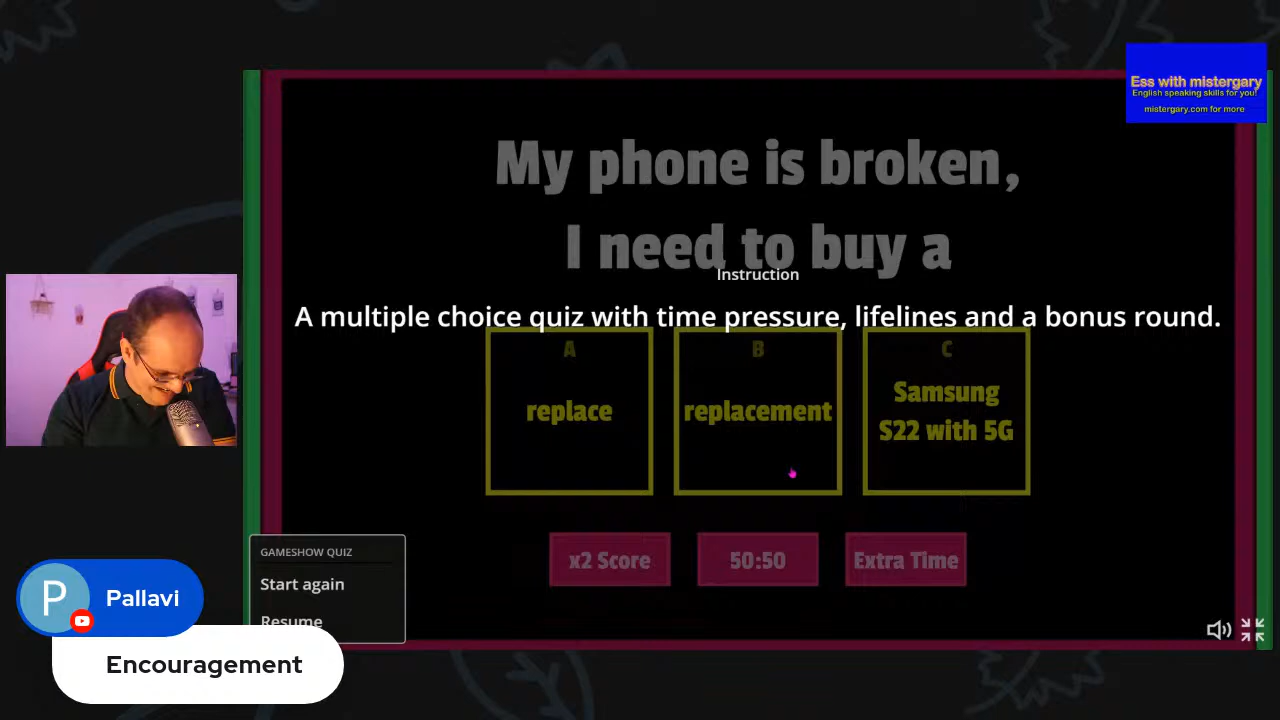 Ess with mistergary
English speaking skills for you!
mistergary.com for more
My phone is broken,
I need to buy a
Instruction
A multiple choice quiz with time pressure, lifelines and a bonus round.
A
replace
B
replacement
C
Samsung
S22 with 5G
x2 Score
50:50
Extra Time
GAMESHOW QUIZ
Start again
Resume
P
Pallavi
Encouragement